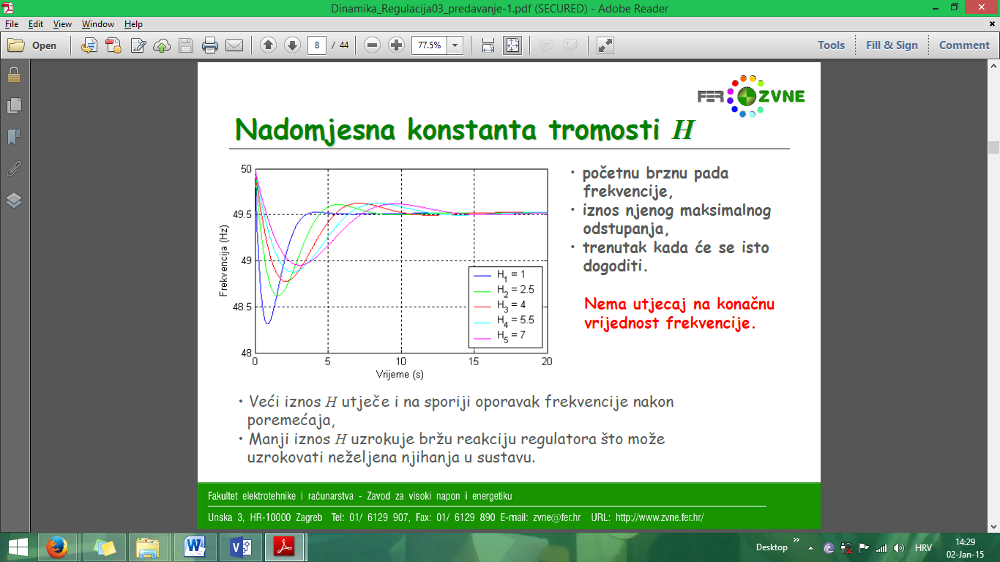 Dinamika_Regulacija03_predavanje-1.pdf (SECURED) - Adobe Reader
File Edit View Window Help
Open 8 / 44 77.5% Tools Fill & Sign Comment
FER ZVNE
Nadomjesna konstanta tromosti H
50
49.5
49
48.5
48
Frekvencija (Hz)
0 5 10 15 20
Vrijeme (s)
H1 = 1
H2 = 2.5
H3 = 4
H4 = 5.5
H5 = 7
• početnu brznu pada
frekvencije,
• iznos njenog maksimalnog
odstupanja,
• trenutak kada će se isto
dogoditi.
Nema utjecaj na konačnu
vrijednost frekvencije.
• Veći iznos H utječe i na sporiji oporavak frekvencije nakon
poremećaja,
• Manji iznos H uzrokuje bržu reakciju regulatora što može
uzrokovati neželjena njihanja u sustavu.
Fakultet elektrotehnike i računarstva - Zavod za visoki napon i energetiku
Unska 3, HR-10000 Zagreb Tel: 01/ 6129 907, Fax: 01/ 6129 890 E-mail: zvne@fer.hr URL: http://www.zvne.fer.hr/
Desktop » HRV 14:29
02-Jan-15